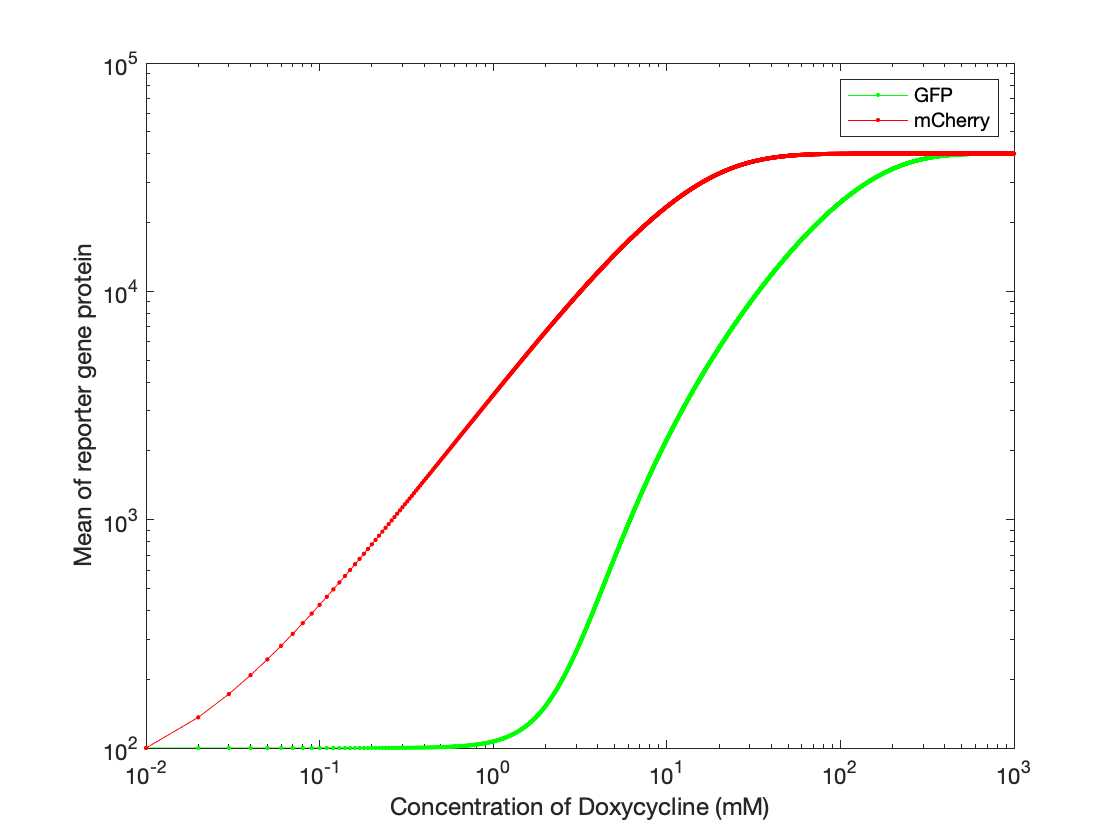 10^5
10^4
10^3
10^2
Mean of reporter gene protein
GFP
mCherry
10^-2 10^-1 10^0 10^1 10^2 10^3
Concentration of Doxycycline (mM)